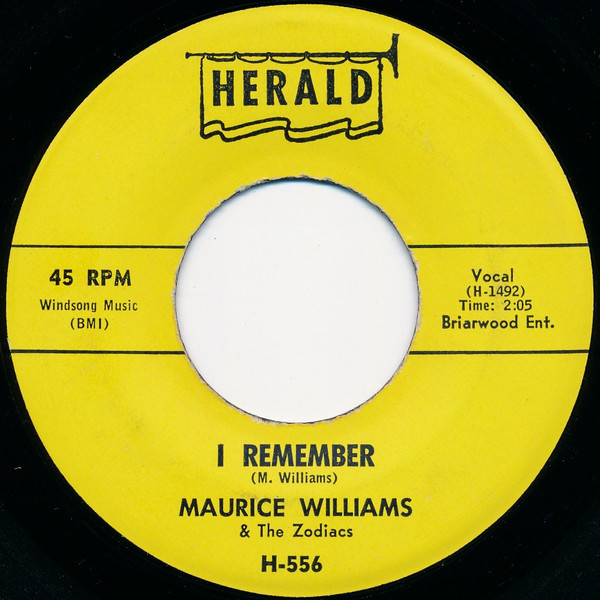 HERALD
45 RPM
Windsong Music
(BMI)
Vocal
(H-1492)
Time: 2:05
Briarwood Ent.
I REMEMBER
(M. Williams)
MAURICE WILLIAMS
& The Zodiacs
H-556